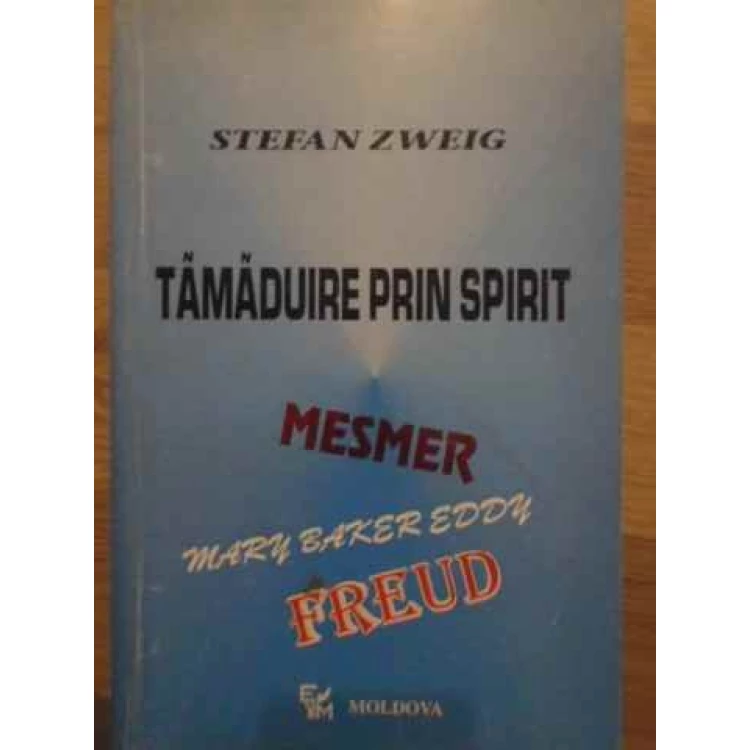 STEFAN ZWEIG
TĂMĂDUIRE PRIN SPIRIT
MESMER
MARY BAKER EDDY
FREUD
MOLDOVA